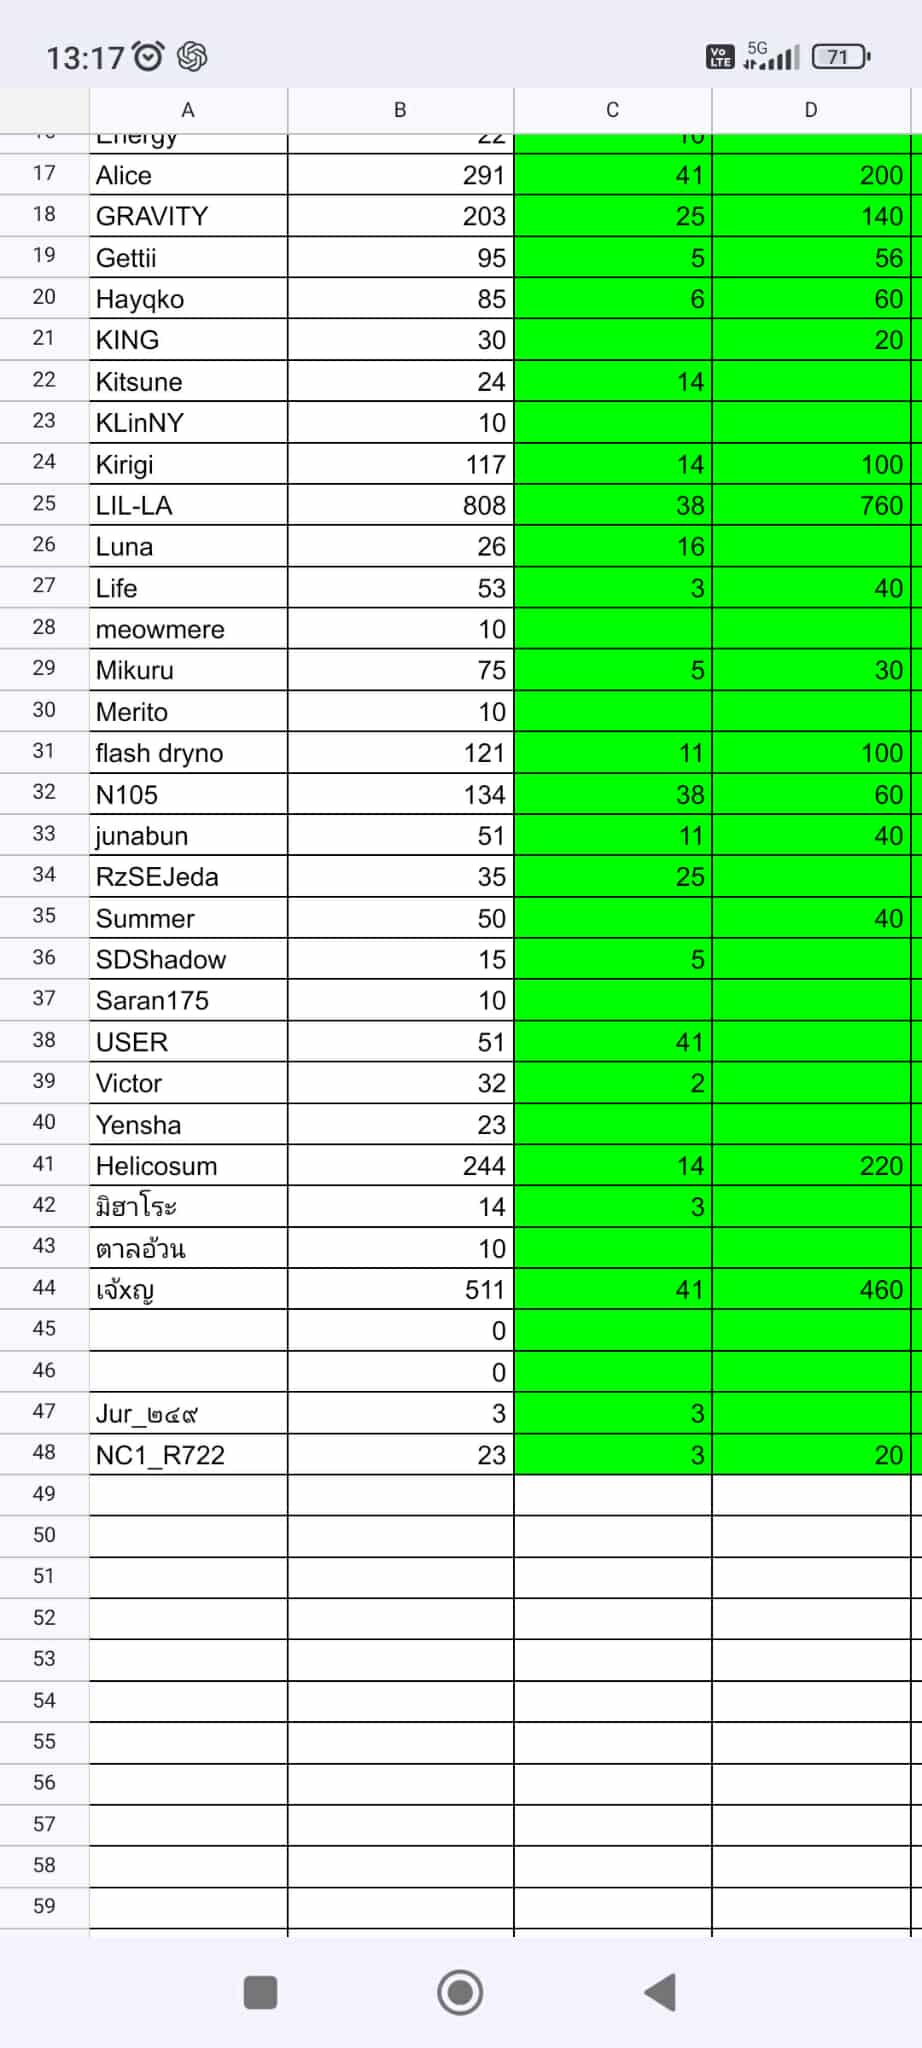 13:17 Vo LTE 5G 71
A B C D
Energy 22
17 Alice 291 41 200
18 GRAVITY 203 25 140
19 Gettii 95 5 56
20 Hayqko 85 6 60
21 KING 30 20
22 Kitsune 24 14
23 KLinNY 10
24 Kirigi 117 14 100
25 LIL-LA 808 38 760
26 Luna 26 16
27 Life 53 3 40
28 meowmere 10
29 Mikuru 75 5 30
30 Merito 10
31 flash dryno 121 11 100
32 N105 134 38 60
33 junabun 51 11 40
34 RzSEJeda 35 25
35 Summer 50 40
36 SDShadow 15 5
37 Saran175 10
38 USER 51 41
39 Victor 32 2
40 Yensha 23
41 Helicosum 244 14 220
42 มิฮาโระ 14 3
43 ตาลอ้วน 10
44 เจ้xญ 511 41 460
45 0
46 0
47 Jur_๒๔๙ 3 3
48 NC1_R722 23 3 20
49
50
51
52
53
54
55
56
57
58
59